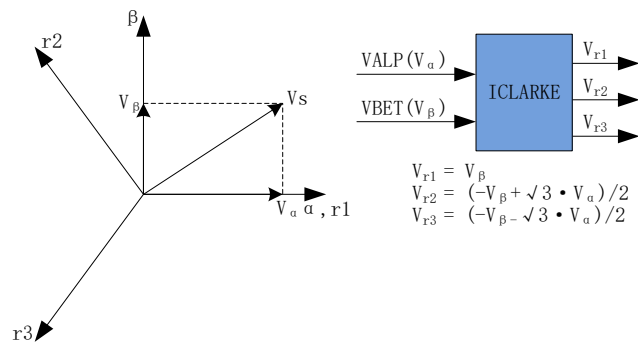 β
r2
Vβ
Vs
Vα α,r1
r3
VALP(Vα)
VBET(Vβ)
ICLARKE
Vr1
Vr2
Vr3
Vr1 = Vβ
Vr2 = (-Vβ+√3•Vα)/2
Vr3 = (-Vβ-√3•Vα)/2